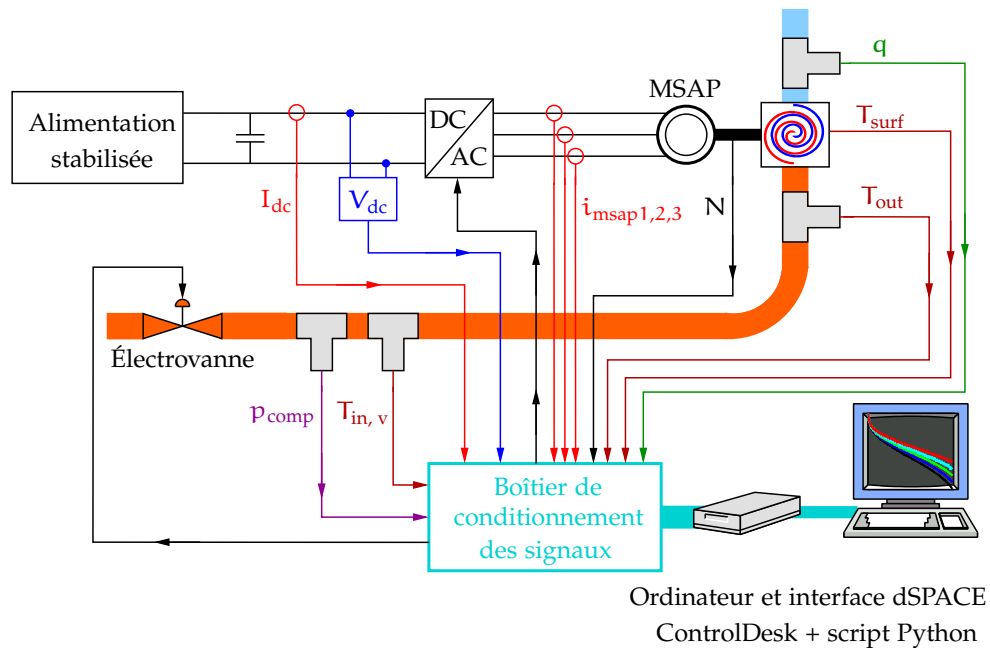 q
MSAP
Alimentation
stabilisée
DC
AC
T_surf
I_dc
V_dc
i_msap1,2,3
N
T_out
Électrovanne
p_comp
T_in, v
Boîtier de
conditionnement
des signaux
Ordinateur et interface dSPACE
ControlDesk + script Python